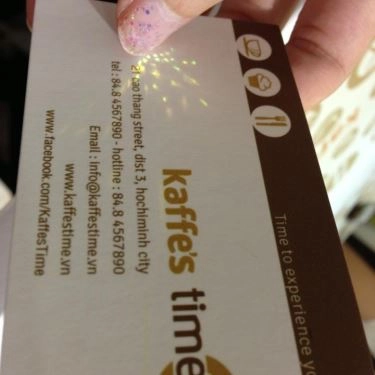 Time to experience
kaffe's time
cao thang street, dist 3, hochiminh city
tel : 84.8 4567890 - hotline : 84.8 4567890
Email : info@kaffestime.vn
www.kaffestime.vn
www.facebook.com/KaffesTime